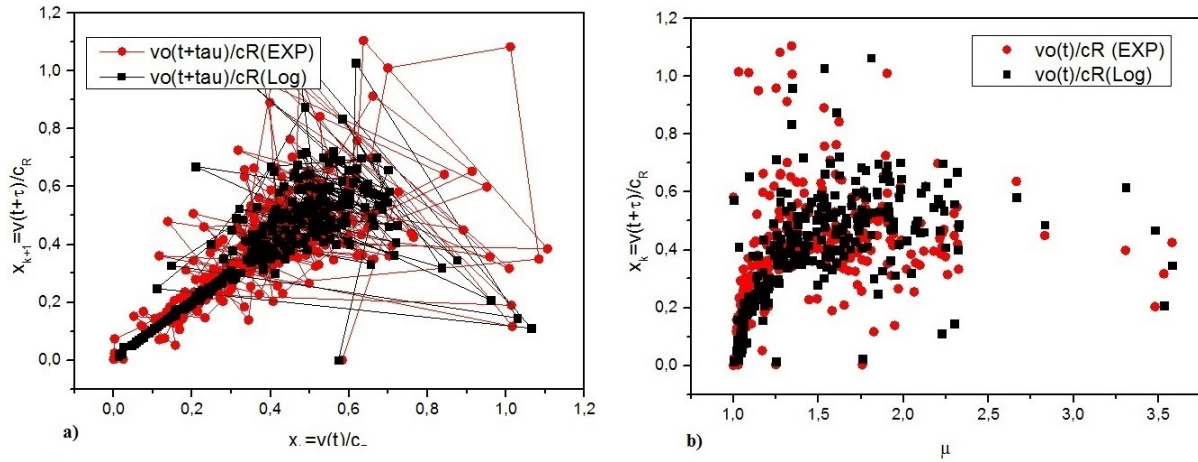 1,2
1,0
0,8
0,6
0,4
0,2
0,0
x_{k+1}=v(t+τ)/c_R
vo(t+tau)/cR(EXP)
vo(t+tau)/cR(Log)
0,0 0,2 0,4 0,6 0,8 1,0 1,2
a)
=v(t)/c
1,2
1,0
0,8
0,6
0,4
0,2
0,0
x_k=v(t+τ)/c_R
vo(t)/cR (EXP)
vo(t)/cR(Log)
1,0 1,5 2,0 2,5 3,0 3,5
b)
μ